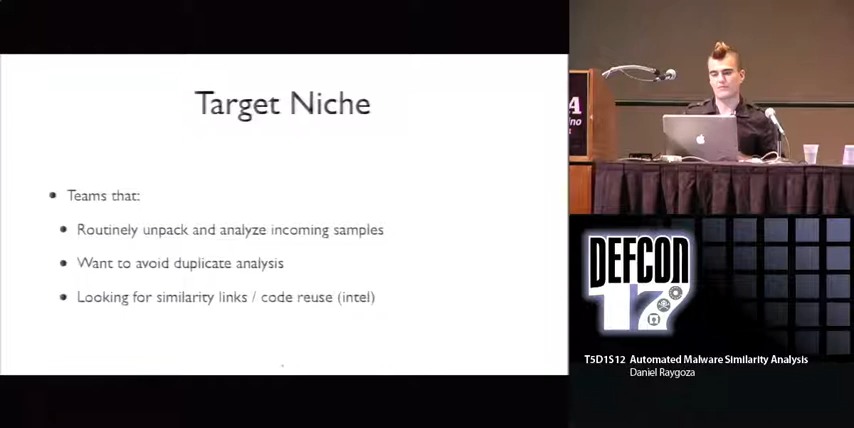 Target Niche
Teams that:
Routinely unpack and analyze incoming samples
Want to avoid duplicate analysis
Looking for similarity links / code reuse (intel)
DEFCON
17
T5D1S12 Automated Malware Similarity Analysis
Daniel Raygoza